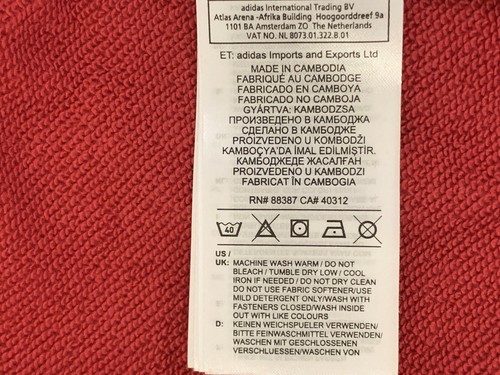 adidas International Trading BV
Atlas Arena -Afrika Building Hoogoorddreef 9a
1101 BA Amsterdam ZO The Netherlands
VAT NO. NL 8073.01.322.B.01
ET: adidas Imports and Exports Ltd
MADE IN CAMBODIA
FABRIQUÉ AU CAMBODGE
FABRICADO EN CAMBOYA
FABRICADO NO CAMBOJA
GYÁRTVA: KAMBODZSA
ПРОИЗВЕДЕНО В КАМБОДЖА
СДЕЛАНО В КАМБОДЖЕ
PROIZVEDENO U KOMBODŽI
KAMBOÇYA'DA İMAL EDİLMİŞTİR.
КАМБОДЖЕДЕ ЖАСАЛҒАН
PROIZVEDENO U KAMBODZI
FABRICAT ÎN CAMBOGIA
RN# 88387 CA# 40312
40
US /
UK: MACHINE WASH WARM / DO NOT
BLEACH / TUMBLE DRY LOW / COOL
IRON IF NEEDED / DO NOT DRY CLEAN
DO NOT USE FABRIC SOFTENER/USE
MILD DETERGENT ONLY/WASH WITH
FASTENERS CLOSED/WASH INSIDE
OUT WITH LIKE COLOURS
D: KEINEN WEICHSPUELER VERWENDEN/
BITTE FEINWASCHMITTEL VERWENDEN/
WASCHEN MIT GESCHLOSSENEN
VERSCHLUESSEN/WASCHEN VON